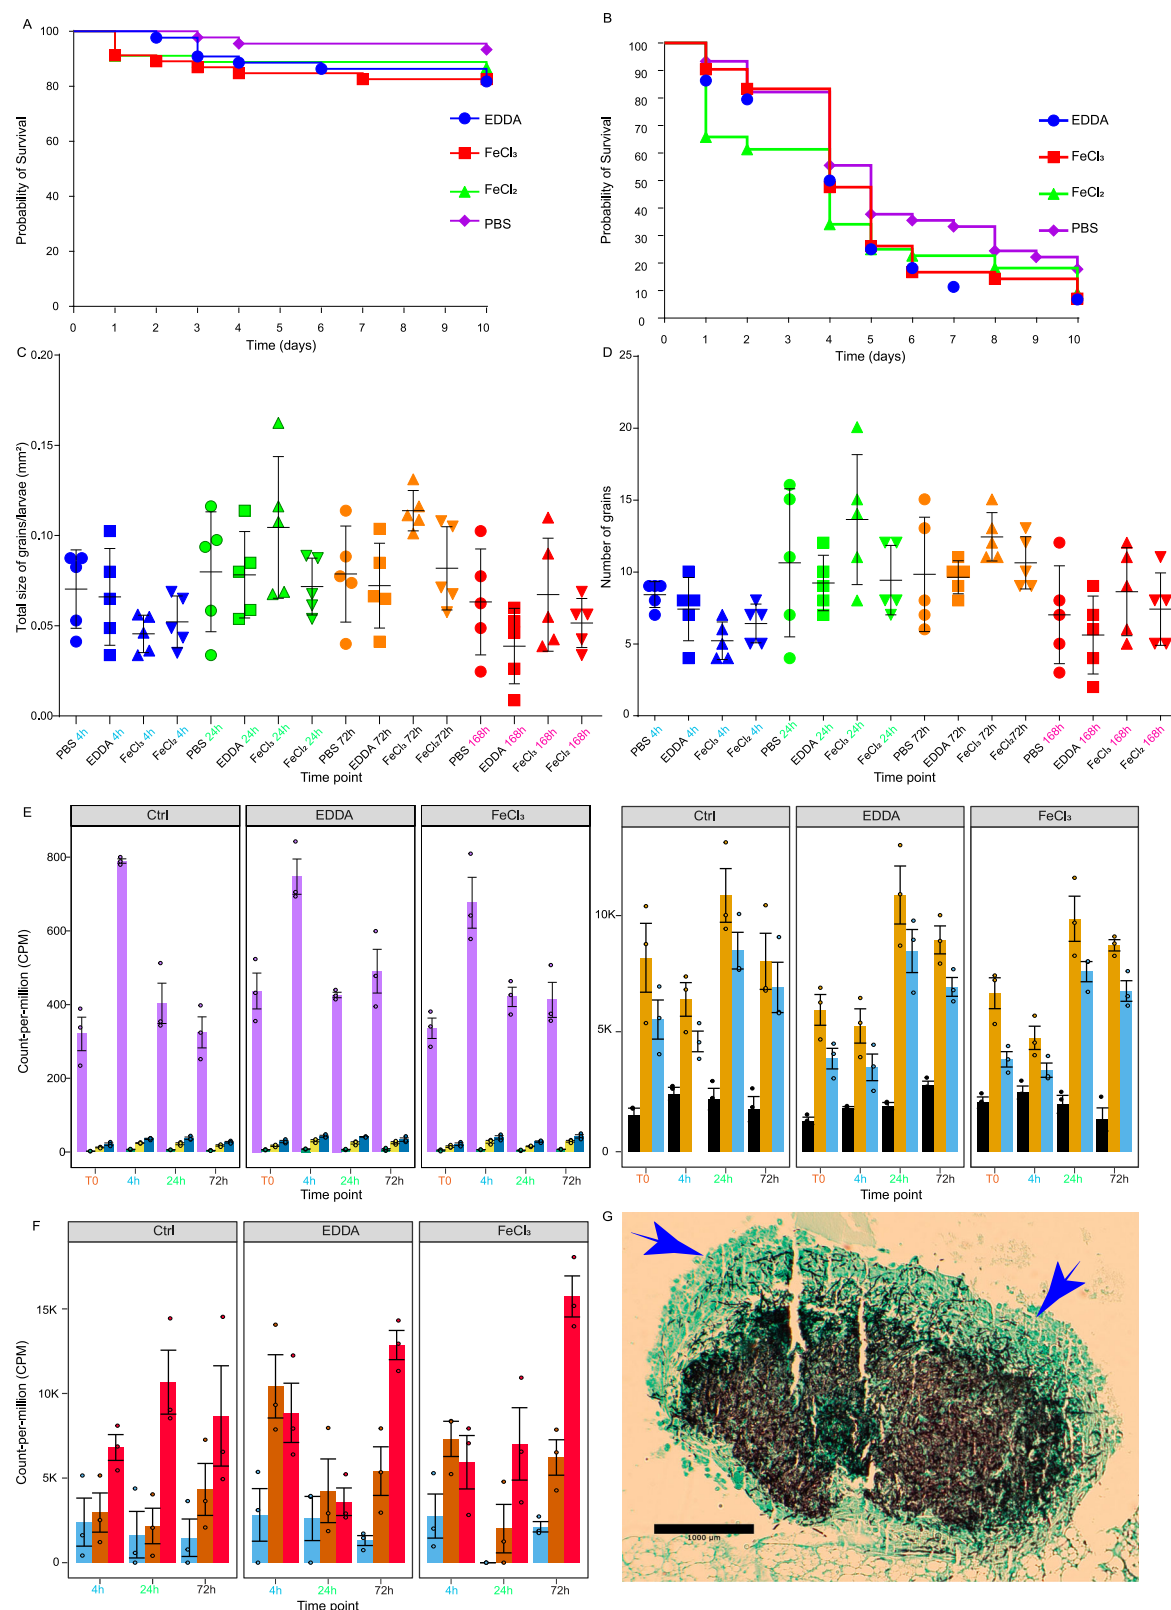 A
Probability of Survival
100
80
60
40
20
0
0 1 2 3 4 5 6 7 8 9 10
Time (days)
EDDA
FeCl₃
FeCl₂
PBS
B
Probability of Survival
100
90
80
70
60
50
40
30
20
10
0
0 1 2 3 4 5 6 7 8 9 10
Time (days)
EDDA
FeCl₃
FeCl₂
PBS
C
Total size of grains/larvae (mm²)
0.20
0.15
0.10
0.05
0.00
PBS 4h
EDDA 4h
FeCl₃ 4h
FeCl₂ 4h
PBS 24h
EDDA 24h
FeCl₃ 24h
FeCl₂ 24h
PBS 72h
EDDA 72h
FeCl₃ 72h
FeCl₂72h
PBS 168h
EDDA 168h
FeCl₃ 168h
FeCl₂ 168h
Time point
D
Number of grains
25
20
15
10
5
0
PBS 4h
EDDA 4h
FeCl₃ 4h
FeCl₂ 4h
PBS 24h
EDDA 24h
FeCl₃ 24h
FeCl₂ 24h
PBS 72h
EDDA 72h
FeCl₃ 72h
FeCl₂72h
PBS 168h
EDDA 168h
FeCl₃ 168h
FeCl₂ 168h
Time point
E
Ctrl EDDA FeCl₃
Count-per-million (CPM)
800
600
400
200
0
T0 4h 24h 72h T0 4h 24h 72h T0 4h 24h 72h
Time point
Ctrl EDDA FeCl₃
Count-per-million (CPM)
10K
5K
0
T0 4h 24h 72h T0 4h 24h 72h T0 4h 24h 72h
Time point
F
Ctrl EDDA FeCl₃
Count-per-million (CPM)
15K
10K
5K
0
4h 24h 72h 4h 24h 72h 4h 24h 72h
Time point
G
1000 µm